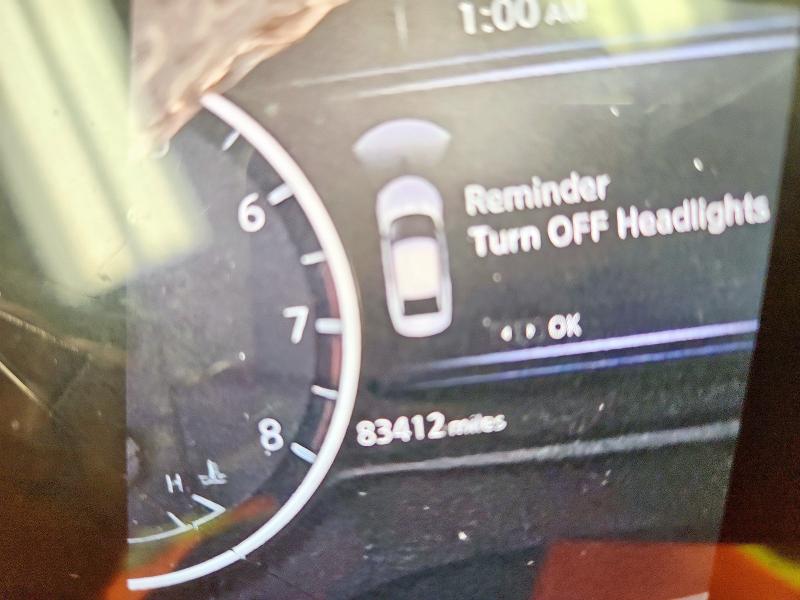 1:00 AM
Reminder
Turn OFF Headlights
OK
83412 miles
6
7
8
H